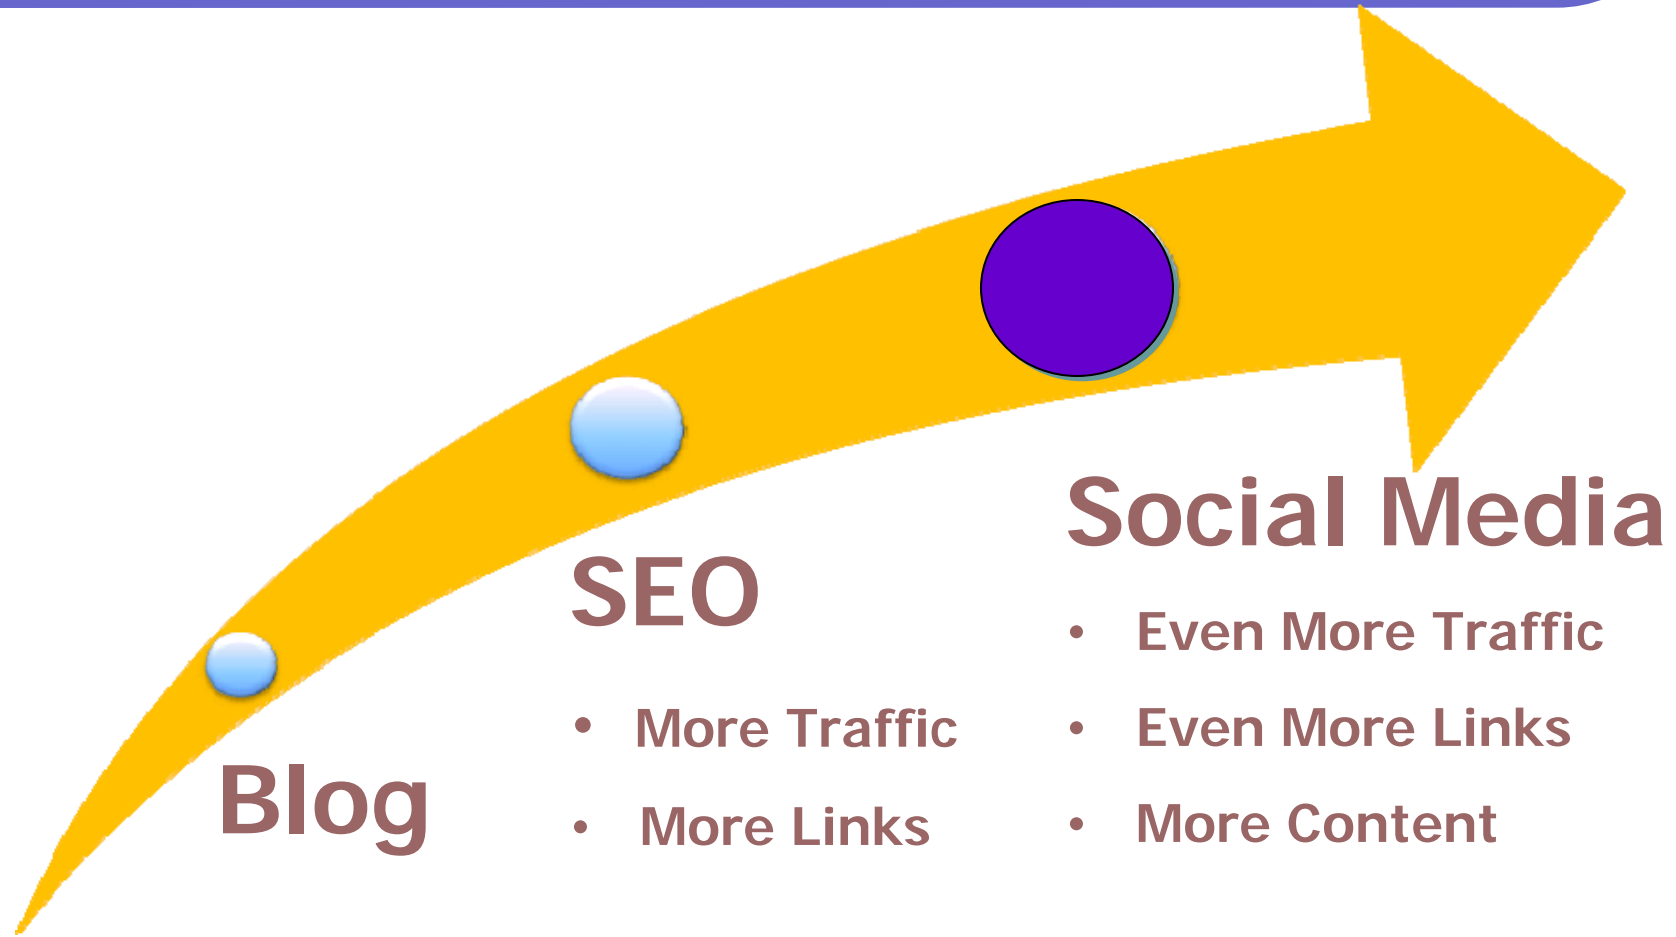 Blog
SEO
• More Traffic
• More Links
Social Media
• Even More Traffic
• Even More Links
• More Content